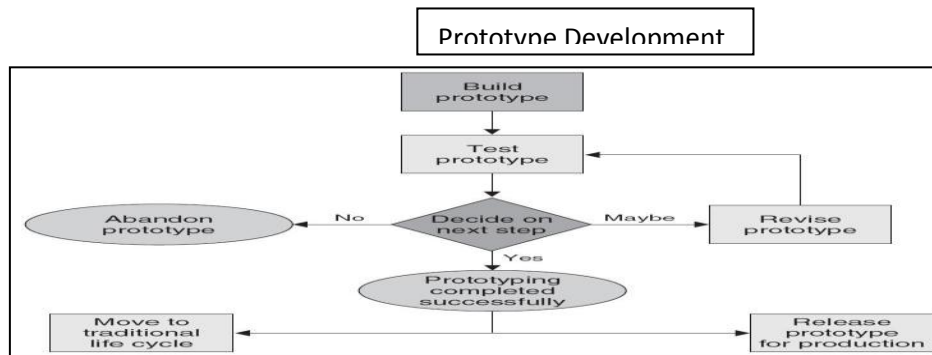 Prototype Development
Build
prototype
Test
prototype
Abandon
prototype
No
Decide on
next step
Maybe
Revise
prototype
Yes
Prototyping
completed
successfully
Move to
traditional
life cycle
Release
prototype
for production